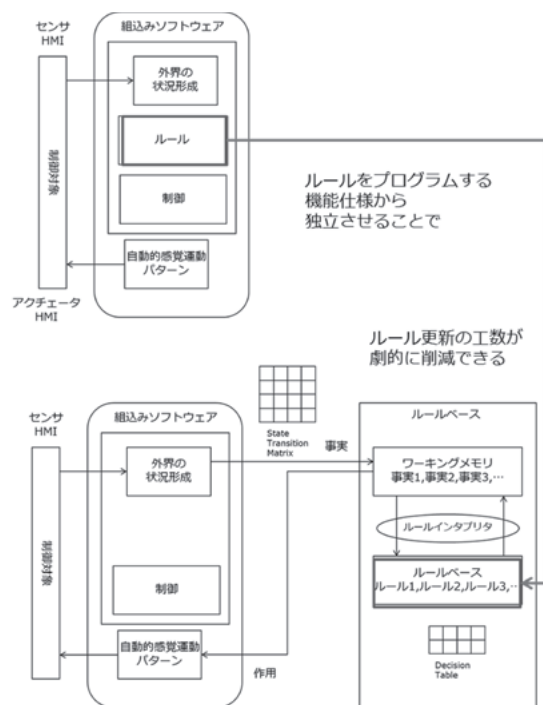 センサ
HMI
組込みソフトウェア
外界の
状況形成
ルール
制御対象
制御
自動的感覚運動
パターン
アクチェータ
HMI
ルールをプログラムする
機能仕様から
独立させることで
ルール更新の工数が
劇的に削減できる
センサ
HMI
組込みソフトウェア
外界の
状況形成
制御対象
制御
自動的感覚運動
パターン
State
Transition
Matrix
事実
作用
ルールベース
ワーキングメモリ
事実1,事実2,事実3,…
ルールインタプリタ
ルールベース
ルール1,ルール2,ルール3,…
Decision
Table